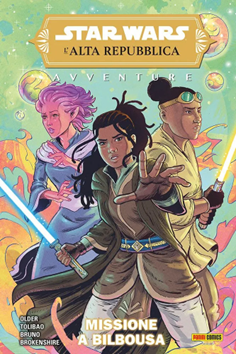 STAR WARS
L'ALTA REPUBBLICA
AVVENTURE
OLDER
TOLIBAO
BRUNO
BROKENSHIRE
MISSIONE
A BILBOUSA
PANINI COMICS